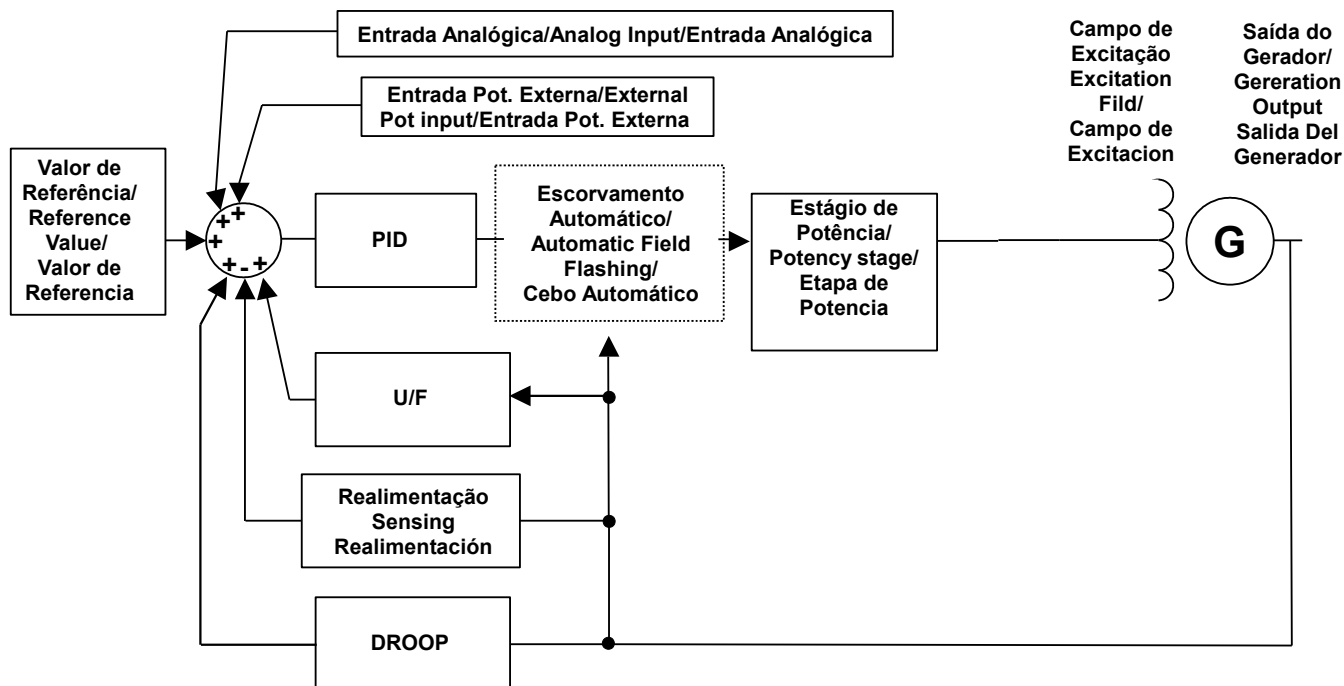 Entrada Analógica/Analog Input/Entrada Analógica
Entrada Pot. Externa/External
Pot input/Entrada Pot. Externa
Campo de
Excitação
Excitation
Fild/
Campo de
Excitacion
Saída do
Gerador/
Gereration
Output
Salida Del
Generador
Valor de
Referência/
Reference
Value/
Valor de
Referencia
+
+
+
+
-
+
PID
Escorvamento
Automático/
Automatic Field
Flashing/
Cebo Automático
Estágio de
Potência/
Potency stage/
Etapa de
Potencia
G
U/F
Realimentação
Sensing
Realimentación
DROOP